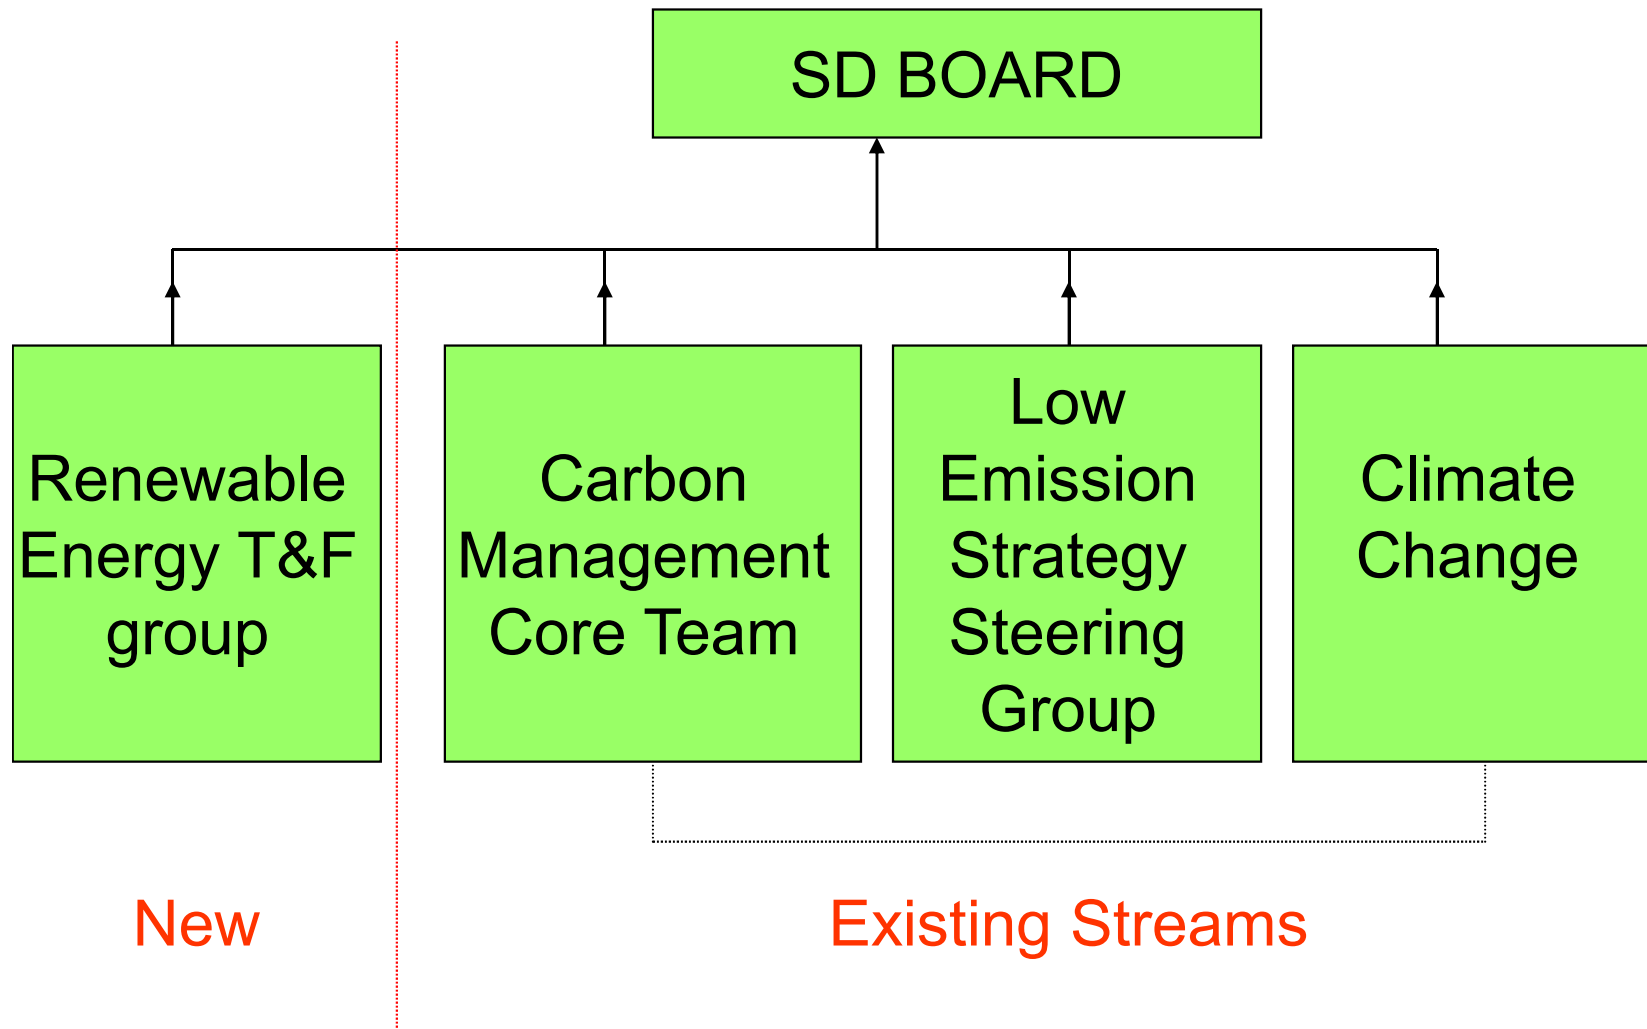 SD BOARD
Renewable
Energy T&F
group
Carbon
Management
Core Team
Low
Emission
Strategy
Steering
Group
Climate
Change
New
Existing Streams